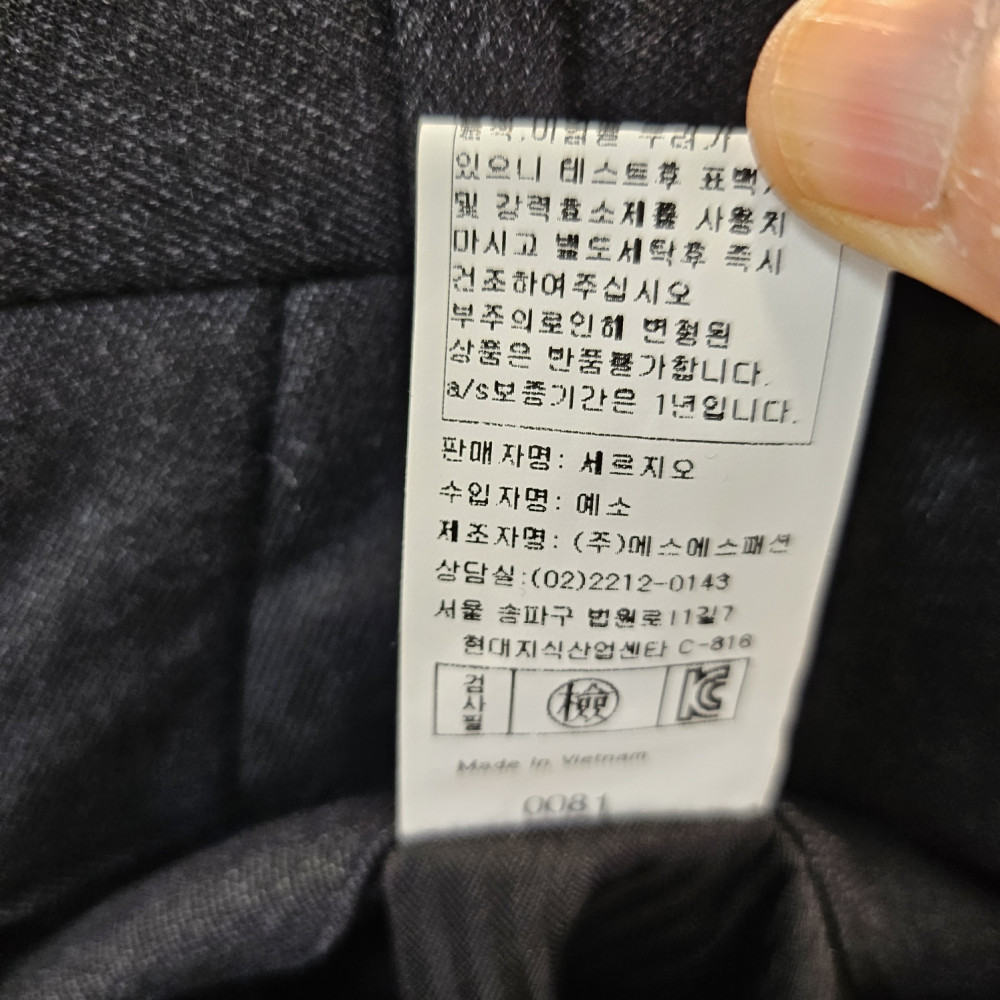 있으니 테스트후 표백
및 강력효소제를 사용치
마시고 별도세탁후 즉시
건조하여주십시오
부주의로인해 변형된
상품은 반품불가합니다.
a/s보증기간은 1년입니다.
판매자명: 세르지오
수입자명: 예소
제조자명: (주)에스에스패션
상담실:(02)2212-0143
서울 송파구 법원로11길7
현대지식산업센타 C-816
검사필 檢 KC
Made in Vietnam
0081